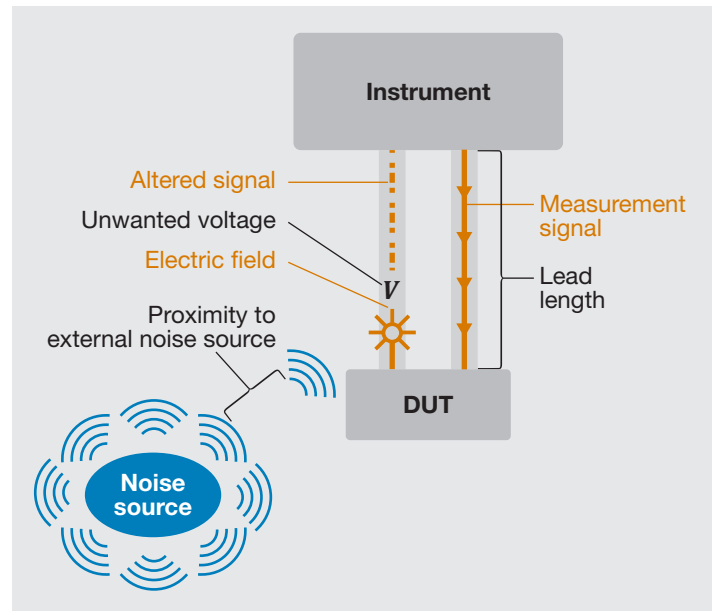 Instrument
Altered signal
Unwanted voltage
Electric field
V
Measurement
signal
Lead
length
Proximity to
external noise source
DUT
Noise
source